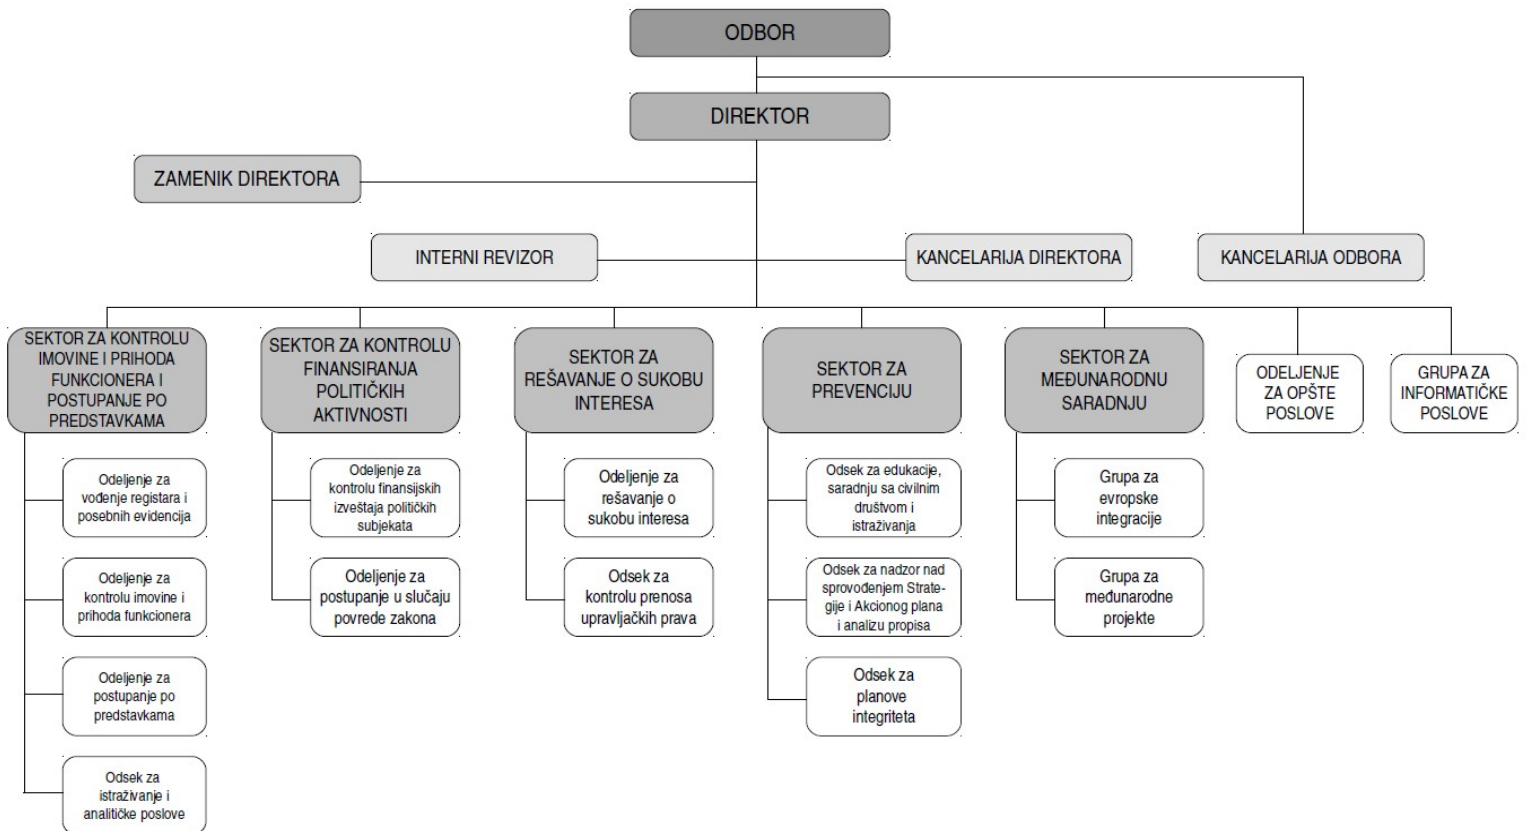 ODBOR
DIREKTOR
ZAMENIK DIREKTORA
INTERNI REVIZOR
KANCELARIJA DIREKTORA
KANCELARIJA ODBORA
SEKTOR ZA KONTROLU
IMOVINE I PRIHODA
FUNKCIONERA I
POSTUPANJE PO
PREDSTAVKAMA
SEKTOR ZA KONTROLU
FINANSIRANJA
POLITIČKIH
AKTIVNOSTI
SEKTOR ZA
REŠAVANJE O SUKOBU
INTERESA
SEKTOR ZA
PREVENCIJU
SEKTOR ZA
MEĐUNARODNU
SARADNJU
ODELJENJE
ZA OPŠTE
POSLOVE
GRUPA ZA
INFORMATIČKE
POSLOVE
Odeljenje za
vođenje registara i
posebnih evidencija
Odeljenje za
kontrolu imovine i
prihoda funkcionera
Odeljenje za
postupanje po
predstavkama
Odsek za
istraživanje i
analitičke poslove
Odeljenje za
kontrolu finansijskih
izveštaja političkih
subjekata
Odeljenje za
postupanje u slučaju
povrede zakona
Odeljenje za
rešavanje o
sukobu interesa
Odsek za
kontrolu prenosa
upravljačkih prava
Odsek za edukacije,
saradnju sa civilnim
društvom i
istraživanja
Odsek za nadzor nad
sprovođenjem Strate-
gije i Akcionog plana
i analizu propisa
Odsek za
planove
integriteta
Grupa za
evropske
integracije
Grupa za
međunarodne
projekte